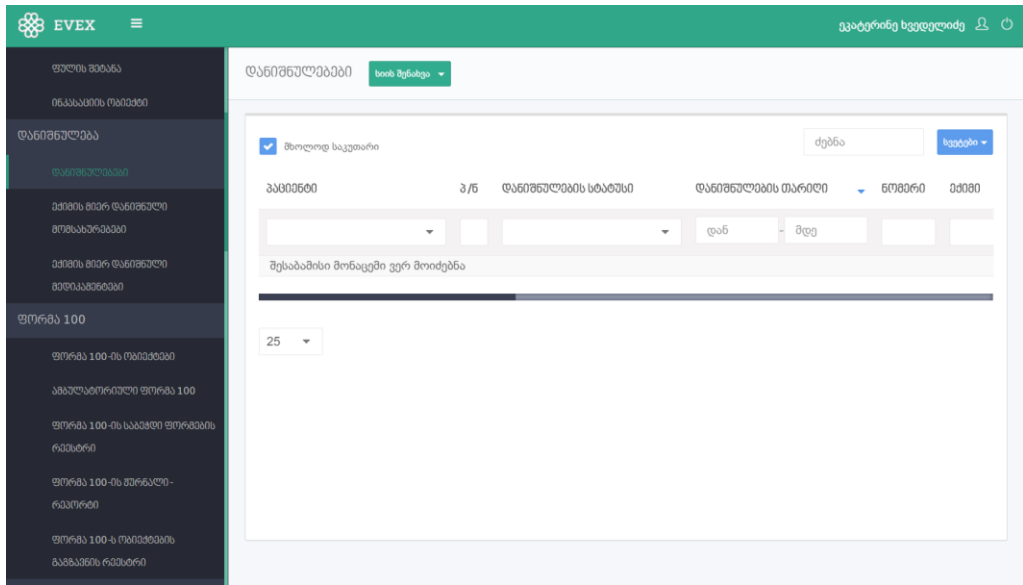 EVEX
ეკატერინე ხვედელიძე
ფულის შეტანა
ინკასაციის ობიექტი
დანიშნულება
დანიშნულებები
ექიმის მიერ დანიშნული
მომსახურებები
ექიმის მიერ დანიშნული
მედიკამენტები
ფორმა 100
ფორმა 100-ის ობიექტები
ამბულატორიული ფორმა 100
ფორმა 100-ის საბეჭდი ფორმების
რეესტრი
ფორმა 100-ის ჟურნალი-
რეპორტი
ფორმა 100-ს ობიექტების
გაგზავნის რეესტრი
დანიშნულებები
სიის შენახვა
მხოლოდ საკუთარი
ძებნა
სვეტები
პაციენტი პ/ნ დანიშნულების სტატუსი დანიშნულების თარიღი ნომერი ექიმი
დან - მდე
შესაბამისი მონაცემი ვერ მოიძებნა
25